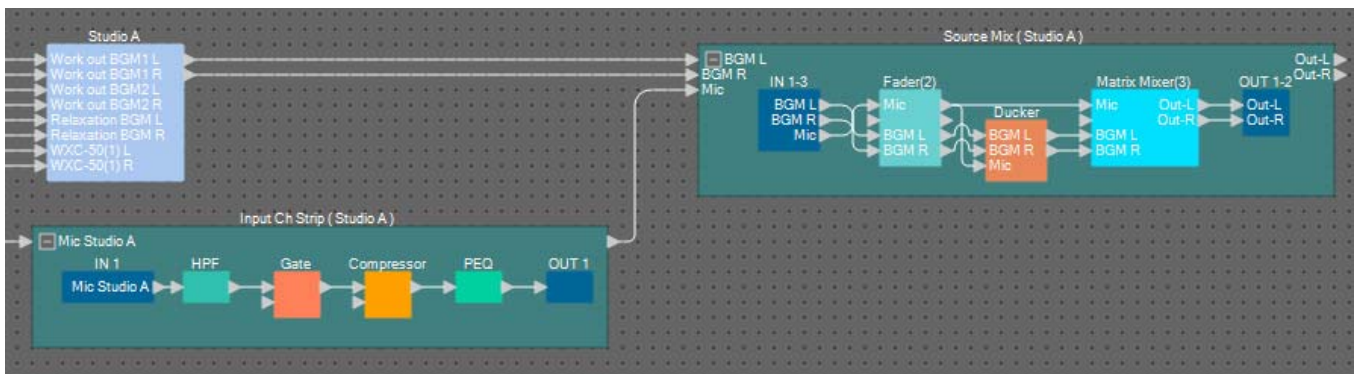 Studio A
Work out BGM1 L
Work out BGM1 R
Work out BGM2 L
Work out BGM2 R
Relaxation BGM L
Relaxation BGM R
WXC-50(1) L
WXC-50(1) R
Input Ch Strip ( Studio A )
Mic Studio A
IN 1
Mic Studio A
HPF
Gate
Compressor
PEQ
OUT 1
Source Mix ( Studio A )
BGM L
BGM R
Mic
Out-L
Out-R
IN 1-3
BGM L
BGM R
Mic
Fader(2)
Mic
BGM L
BGM R
Ducker
BGM L
BGM R
Mic
Matrix Mixer(3)
Mic Out-L
Out-R
BGM L
BGM R
OUT 1-2
Out-L
Out-R